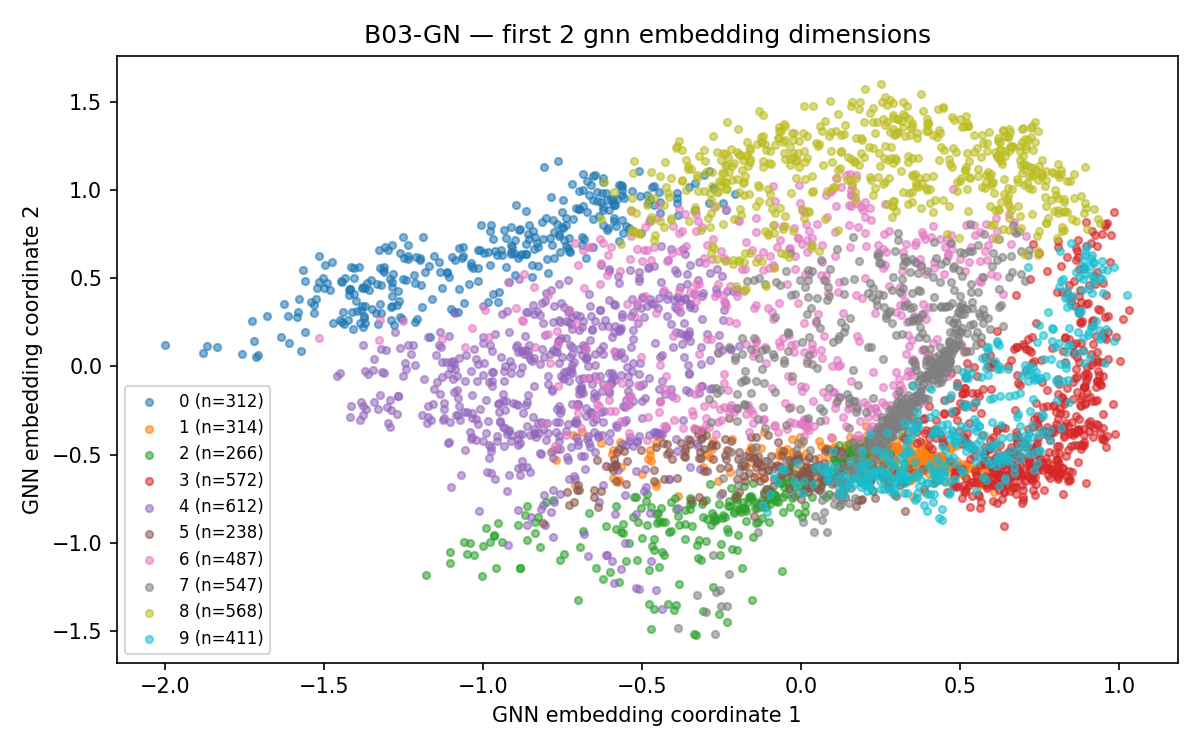 B03-GN — first 2 gnn embedding dimensions
GNN embedding coordinate 2
1.5
1.0
0.5
0.0
−0.5
−1.0
−1.5
0 (n=312)
1 (n=314)
2 (n=266)
3 (n=572)
4 (n=612)
5 (n=238)
6 (n=487)
7 (n=547)
8 (n=568)
9 (n=411)
−2.0 −1.5 −1.0 −0.5 0.0 0.5 1.0
GNN embedding coordinate 1